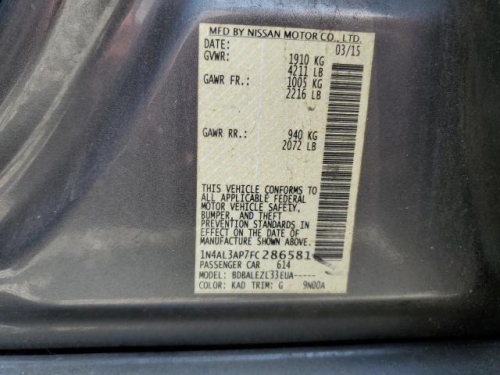 MFD BY NISSAN MOTOR CO., LTD.
DATE: 03/15
GVWR: 1910 KG
4211 LB
GAWR FR.: 1005 KG
2216 LB
GAWR RR.: 940 KG
2072 LB
THIS VEHICLE CONFORMS TO
ALL APPLICABLE FEDERAL
MOTOR VEHICLE SAFETY,
BUMPER, AND THEFT
PREVENTION STANDARDS IN
EFFECT ON THE DATE OF
MANUFACTURE SHOWN ABOVE.
1N4AL3AP7FC286581
PASSENGER CAR 614
MODEL: BDBALEZL33EUA-----
COLOR: KAD TRIM: G 9N00A